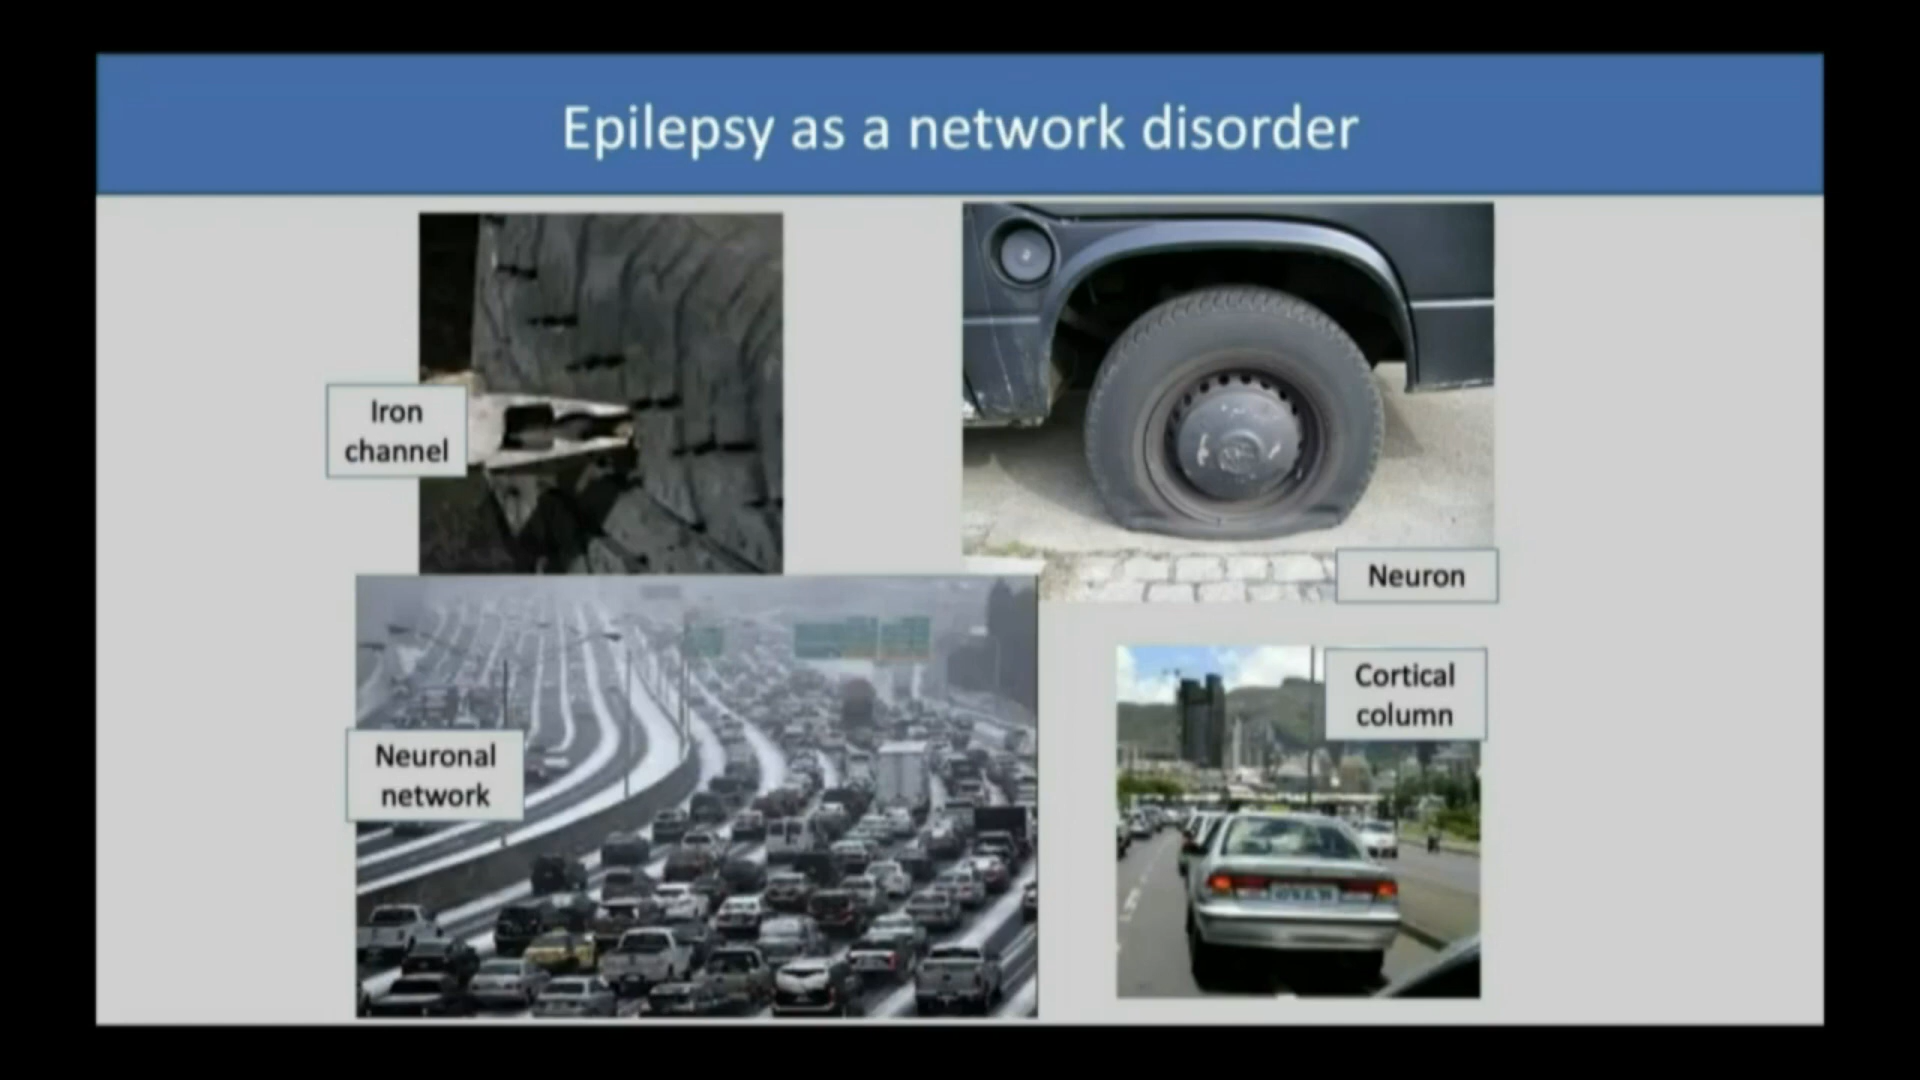 Epilepsy as a network disorder
Iron
channel
Neuron
Neuronal
network
Cortical
column